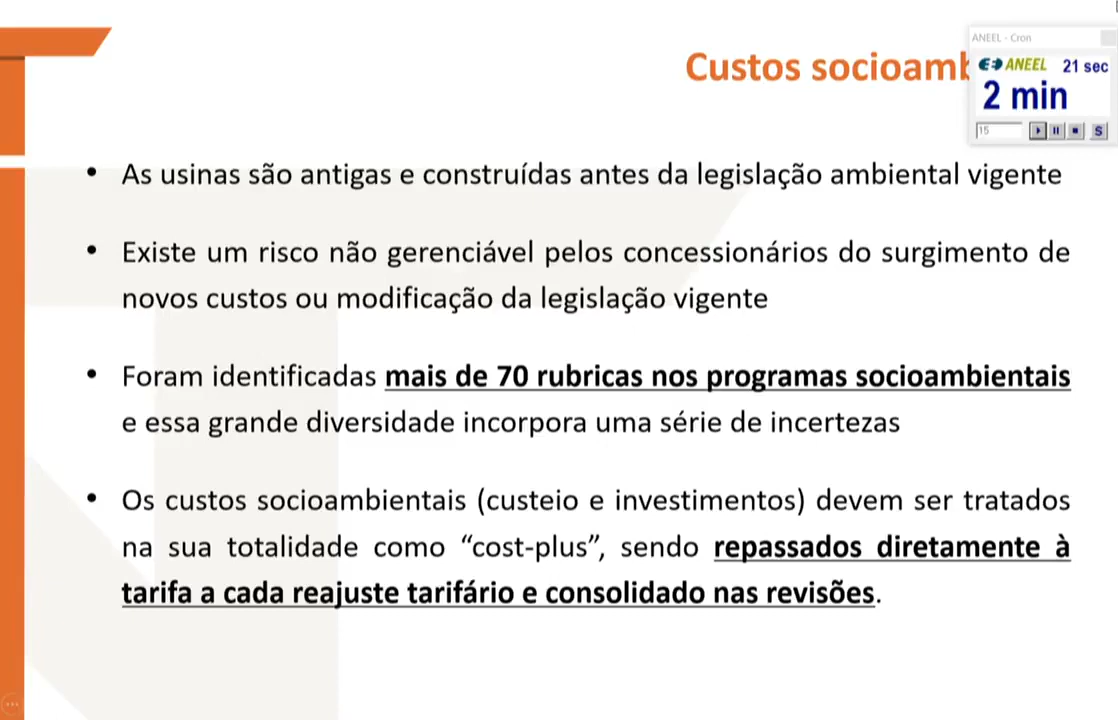 Custos socioamb
ANEEL - Cron
ANEEL 21 sec
2 min
15
S
• As usinas são antigas e construídas antes da legislação ambiental vigente
• Existe um risco não gerenciável pelos concessionários do surgimento de
novos custos ou modificação da legislação vigente
• Foram identificadas mais de 70 rubricas nos programas socioambientais
e essa grande diversidade incorpora uma série de incertezas
• Os custos socioambientais (custeio e investimentos) devem ser tratados
na sua totalidade como “cost-plus”, sendo repassados diretamente à
tarifa a cada reajuste tarifário e consolidado nas revisões.